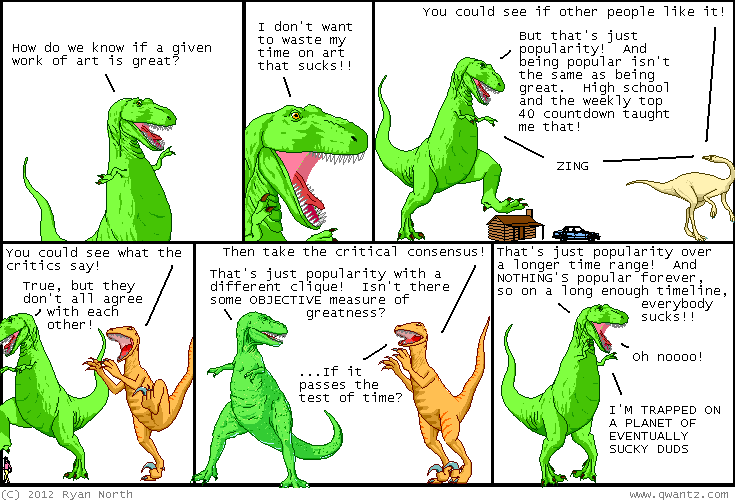 How do we know if a given
work of art is great?
I don't want
to waste my
time on art
that sucks!!
You could see if other people like it!
But that's just
popularity! And
being popular isn't
the same as being
great. High school
and the weekly top
40 countdown taught
me that!
ZING
You could see what the
critics say!
True, but they
don't all agree
with each
other!
Then take the critical consensus!
That's just popularity with a
different clique! Isn't there
some OBJECTIVE measure of
greatness?
...If it
passes the
test of time?
That's just popularity over
a longer time range! And
NOTHING'S popular forever,
so on a long enough timeline,
everybody
sucks!!
Oh noooo!
I'M TRAPPED ON
A PLANET OF
EVENTUALLY
SUCKY DUDS
(C) 2012 Ryan North
www.qwantz.com